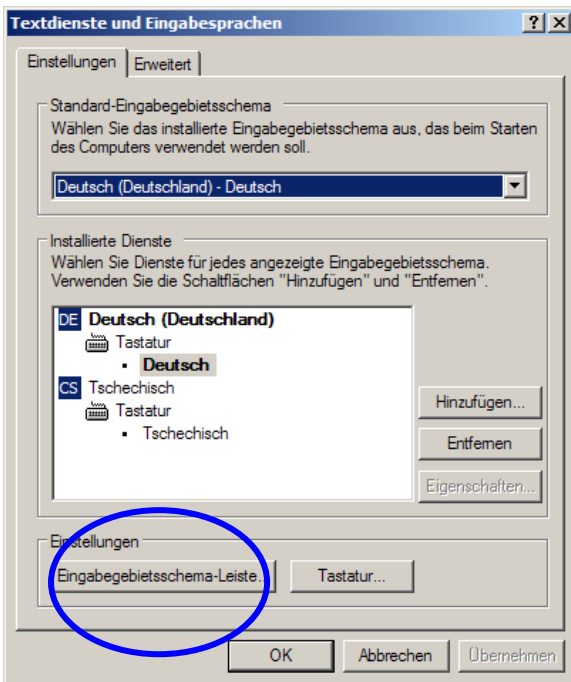 Textdienste und Eingabesprachen
Einstellungen Erweitert
Standard-Eingabegebietsschema
Wählen Sie das installierte Eingabegebietsschema aus, das beim Starten
des Computers verwendet werden soll.
Deutsch (Deutschland) - Deutsch
Installierte Dienste
Wählen Sie Dienste für jedes angezeigte Eingabegebietsschema.
Verwenden Sie die Schaltflächen "Hinzufügen" und "Entfernen".
DE Deutsch (Deutschland)
Tastatur
• Deutsch
CS Tschechisch
Tastatur
• Tschechisch
Hinzufügen...
Entfernen
Eigenschaften...
Einstellungen
Eingabegebietsschema-Leiste... Tastatur...
OK Abbrechen Übernehmen